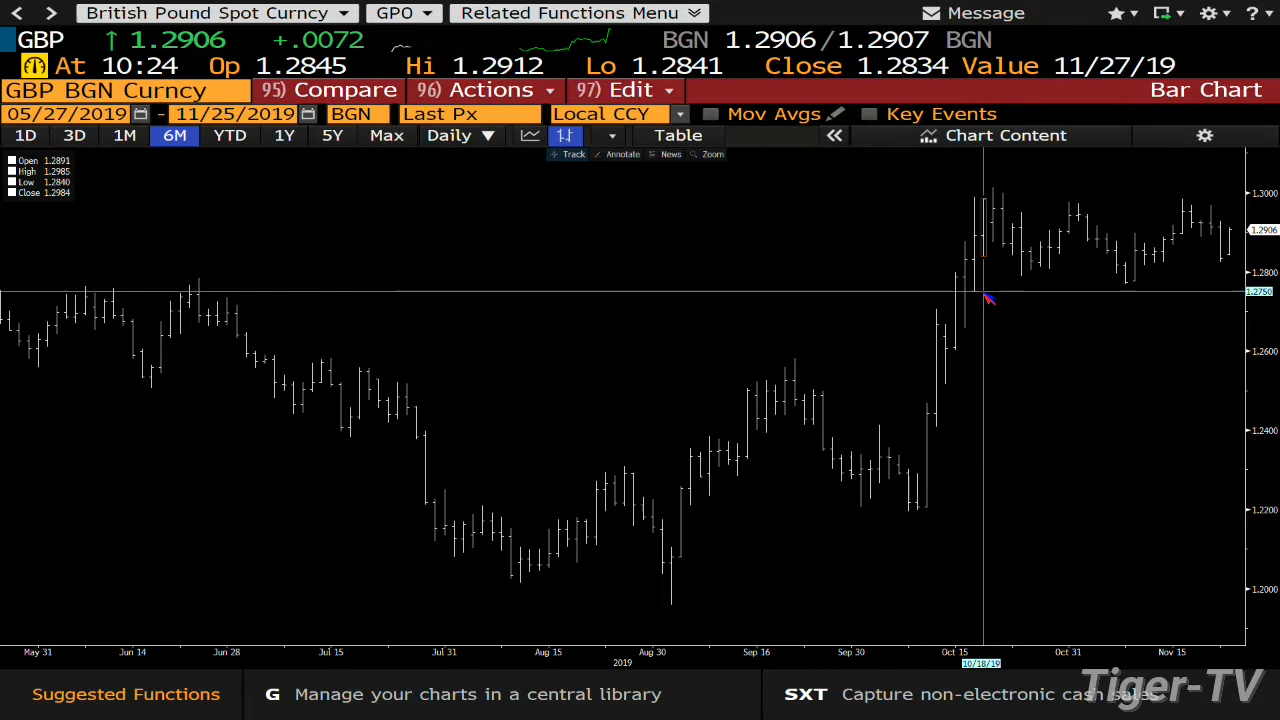 British Pound Spot Curncy GPO Related Functions Menu Message ?
GBP ↑ 1.2906 +.0072 BGN 1.2906/1.2907 BGN
At 10:24 Op 1.2845 Hi 1.2912 Lo 1.2841 Close 1.2834 Value 11/27/19
GBP BGN Curncy 95) Compare 96) Actions 97) Edit Bar Chart
05/27/2019 - 11/25/2019 BGN Last Px Local CCY Mov Avgs Key Events
1D 3D 1M 6M YTD 1Y 5Y Max Daily ▼ Table « Chart Content
Track Annotate News Zoom
Open 1.2891
High 1.2985
Low 1.2840
Close 1.2984
1.3000
1.2906
1.2800
1.2750
1.2600
1.2400
1.2200
1.2000
May 31 Jun 14 Jun 28 Jul 15 Jul 31 Aug 15 Aug 30 Sep 16 Sep 30 Oct 15 Oct 31 Nov 15
2019 10/18/19
Suggested Functions G Manage your charts in a central library SXT Capture non-electronic cash sales
Tiger-TV